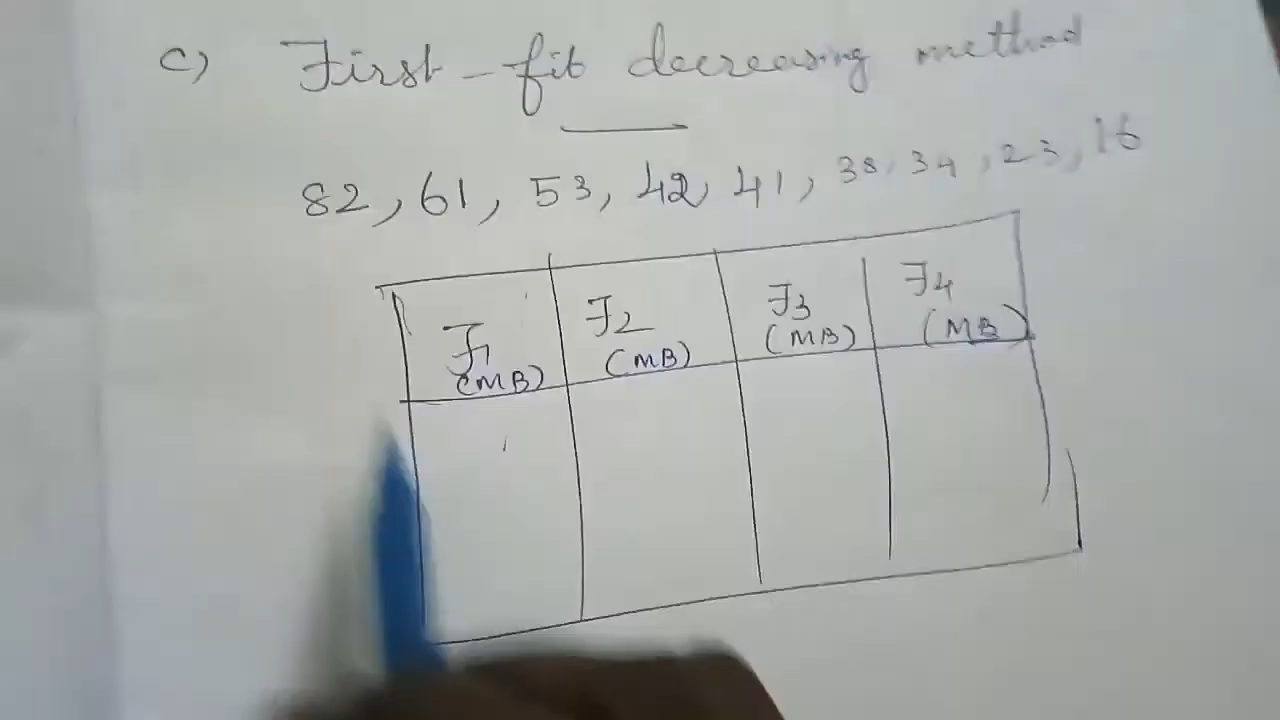 c) First-fit decreasing method
82, 61, 53, 42, 41, 38, 34, 23, 16
F1 F2 F3 F4
(MB) (MB) (MB) (MB)